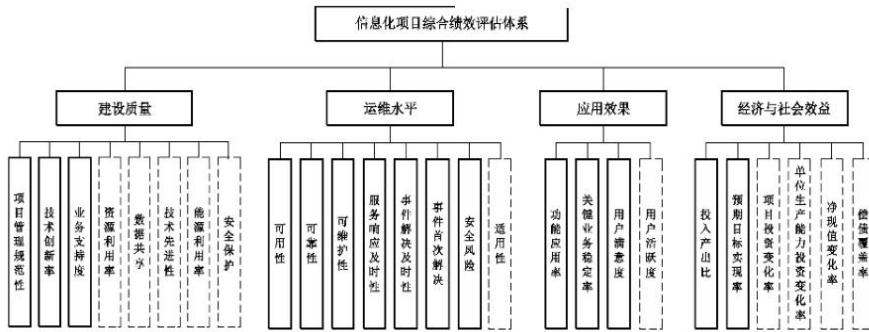 信息化项目综合绩效评估体系
建设质量
运维水平
应用效果
经济与社会效益
项目管理规范性
技术创新率
业务支持度
资源利用率
数据共享
技术先进性
能源利用率
安全保护
可用性
可靠性
可维护性
服务响应及时性
事件解决及时性
事件首次解决
安全风险
适用性
功能应用率
关键业务稳定率
用户满意度
用户活跃度
投入产出比
预期目标实现率
项目投资变化率
单位生产能力投资变化率
净现值变化率
偿债覆盖率